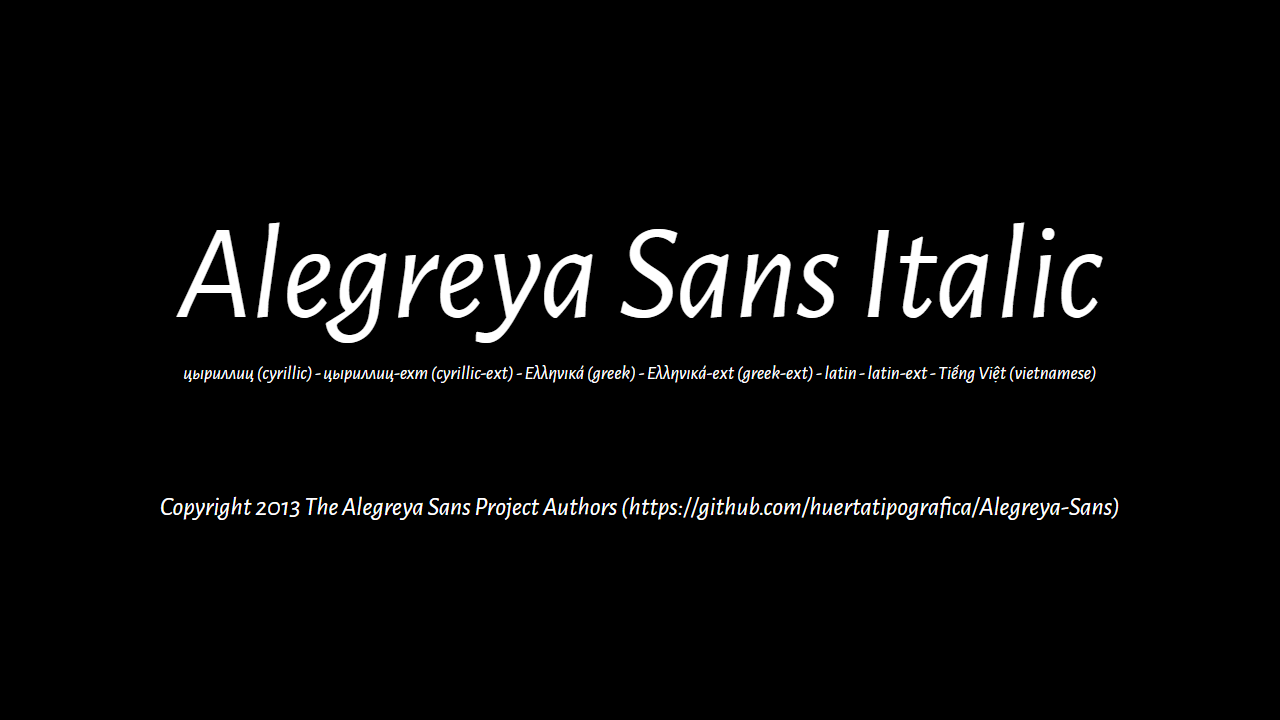 Alegreya Sans Italic
цыриллиц (cyrillic) - цыриллиц-ext (cyrillic-ext) - Ελληνικά (greek) - Ελληνικά-ext (greek-ext) - latin - latin-ext - Tiếng Việt (vietnamese)
Copyright 2013 The Alegreya Sans Project Authors (https://github.com/huertatipografica/Alegreya-Sans)